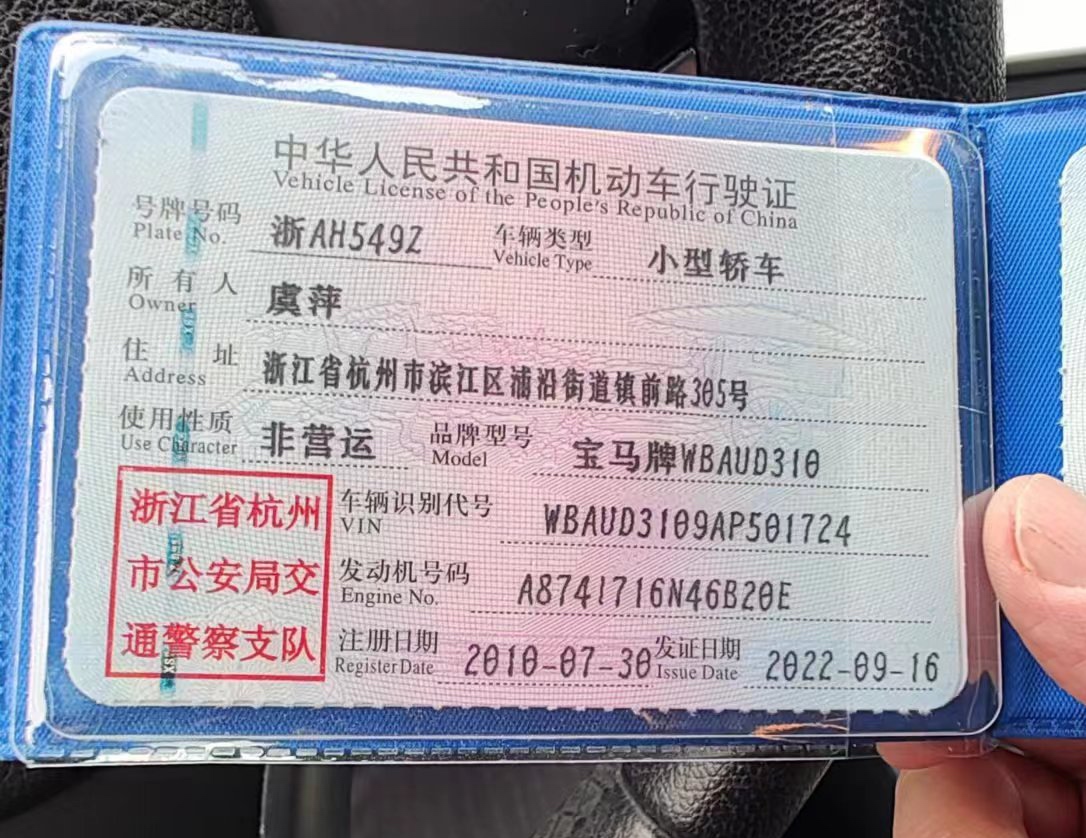 中华人民共和国机动车行驶证
Vehicle License of the People's Republic of China
号牌号码 浙AH549Z 车辆类型 小型轿车
Plate No. Vehicle Type
所有人 虞萍
Owner
住址 浙江省杭州市滨江区浦沿街道镇前路305号
Address
使用性质 非营运 品牌型号 宝马牌WBAUD310
Use Character Model
浙江省杭州
市公安局交
通警察支队
车辆识别代号 WBAUD3109AP501724
VIN
发动机号码 A8741716N46B20E
Engine No.
注册日期 2010-07-30 发证日期 2022-09-16
Register Date Issue Date